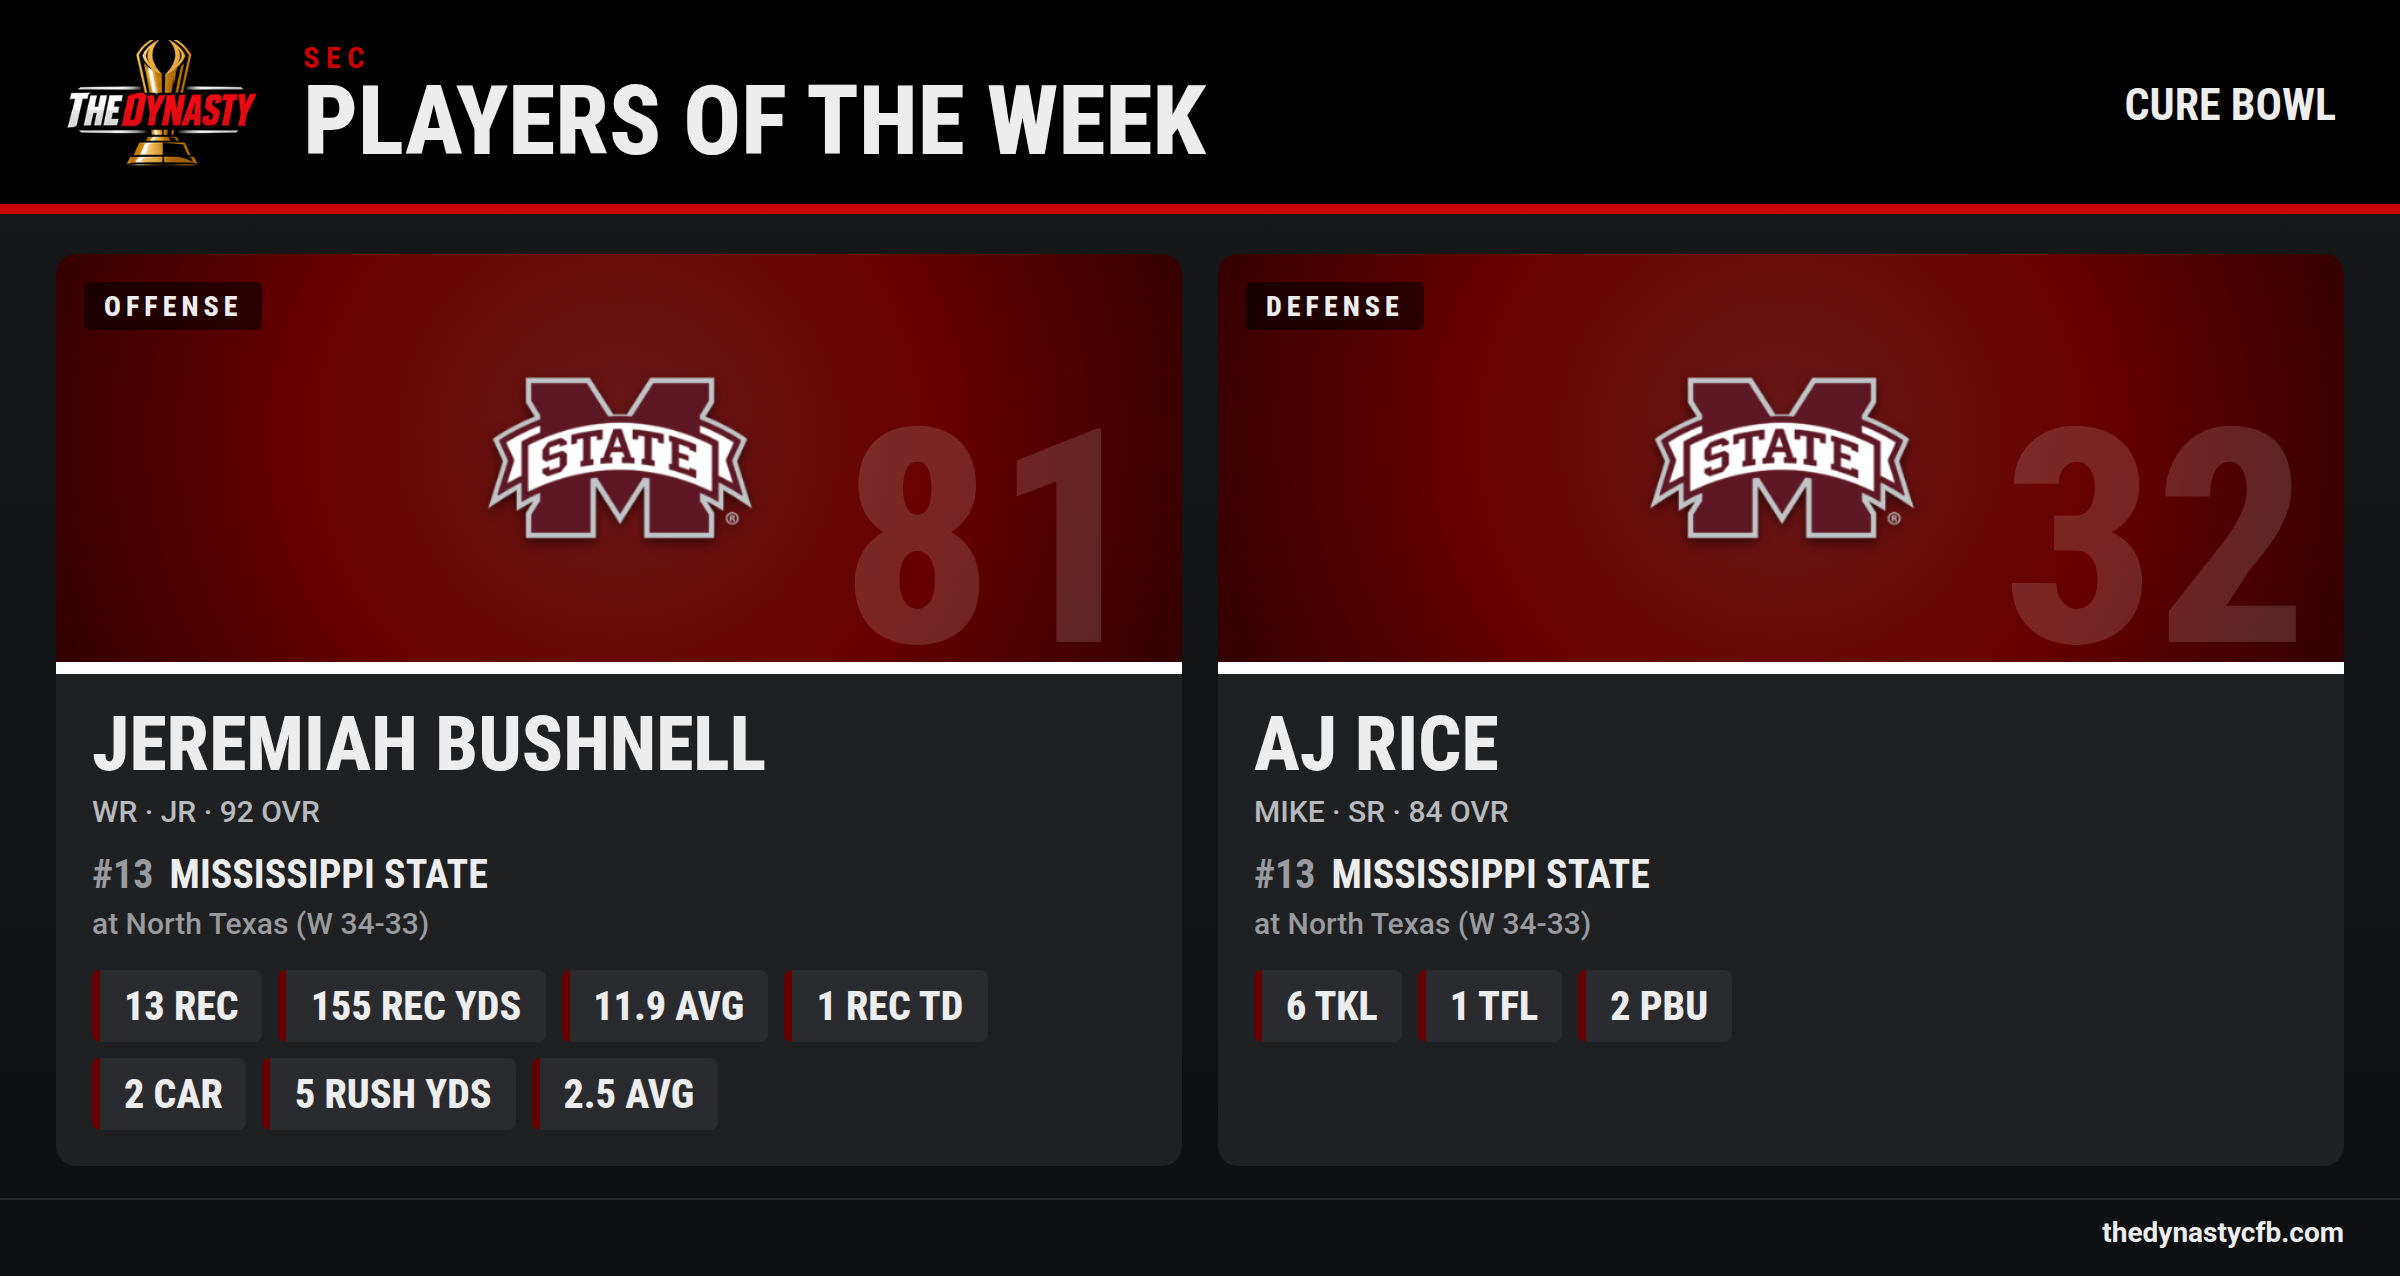 THE DYNASTY
SEC
PLAYERS OF THE WEEK
CURE BOWL
OFFENSE
STATE
®
81
JEREMIAH BUSHNELL
WR · JR · 92 OVR
#13 MISSISSIPPI STATE
at North Texas (W 34-33)
13 REC
155 REC YDS
11.9 AVG
1 REC TD
2 CAR
5 RUSH YDS
2.5 AVG
DEFENSE
STATE
®
32
AJ RICE
MIKE · SR · 84 OVR
#13 MISSISSIPPI STATE
at North Texas (W 34-33)
6 TKL
1 TFL
2 PBU
thedynastycfb.com